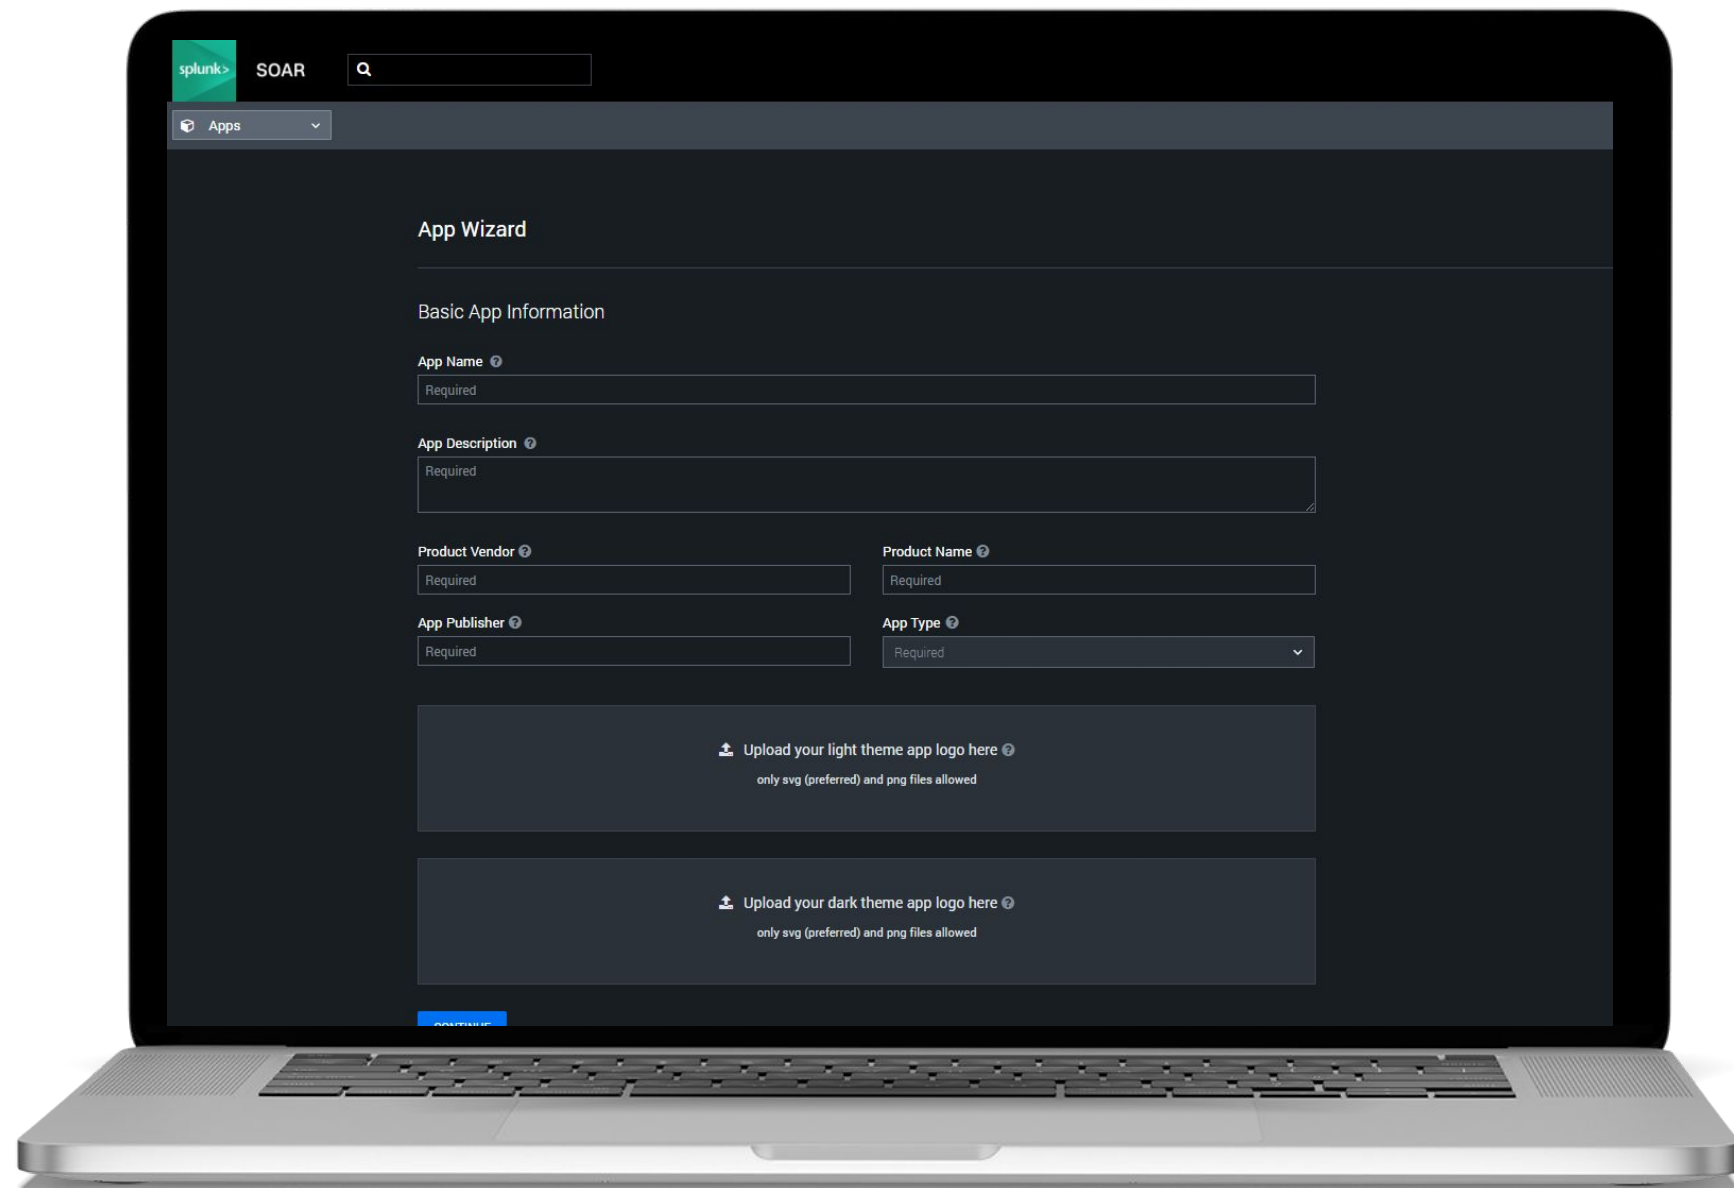 splunk> SOAR
Apps
App Wizard
Basic App Information
App Name
Required
App Description
Required
Product Vendor Product Name
Required Required
App Publisher App Type
Required Required
Upload your light theme app logo here
only svg (preferred) and png files allowed
Upload your dark theme app logo here
only svg (preferred) and png files allowed
CONTINUE